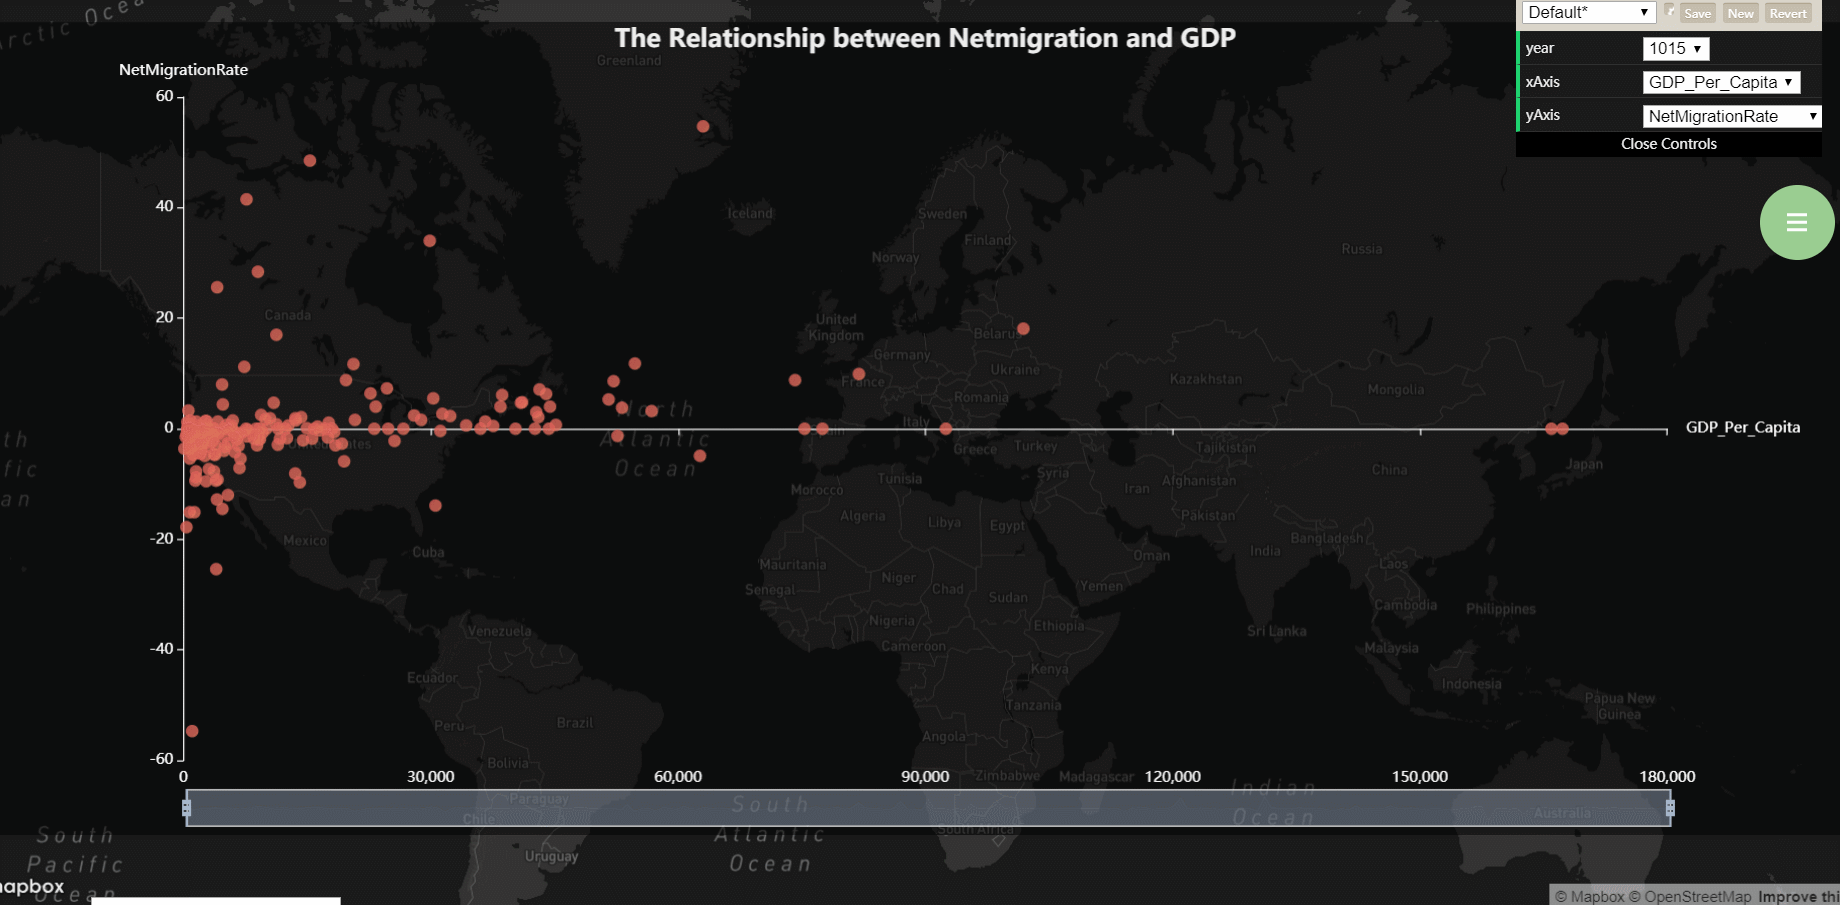 Ocea
Arctic
The Relationship between Netmigration and GDP
Greenland
Default*
Save
New
Revert
year
1015
xAxis
GDP_Per_Capita
yAxis
NetMigrationRate
Close Controls
NetMigrationRate
60
40
20
0
-20
-40
-60
Iceland
Sweden
Finland
Norway
Russia
Canada
United
Kingdom
Belarus
Germany
Ukraine
France
Kazakhstan
Mongolia
Romania
North
Atlantic
Ocean
Italy
GDP_Per_Capita
Greece
Turkey
Tajikistan
China
Japan
Syria
Tunisia
Iran
Afghanistan
Morocco
Algeria
Libya
Egypt
Pakistan
Mexico
Cuba
Bangladesh
India
Oman
Laos
Mauritania
Niger
Chad
Sudan
Yemen
Senegal
Cambodia
Philippines
Nigeria
Ethiopia
Venezuela
Sri Lanka
Cameroon
Malaysia
Kenya
Ecuador
Indonesia
Tanzania
Papua New
Guinea
Peru
Brazil
Angola
Bolivia
Zimbabwe
Madagascar
0
30,000
60,000
90,000
120,000
150,000
180,000
Indian
Ocean
Paraguay
Chile
South
Atlantic
Ocean
South Africa
Australia
Uruguay
South
Pacific
Ocean
mapbox
© Mapbox © OpenStreetMap Improve thi